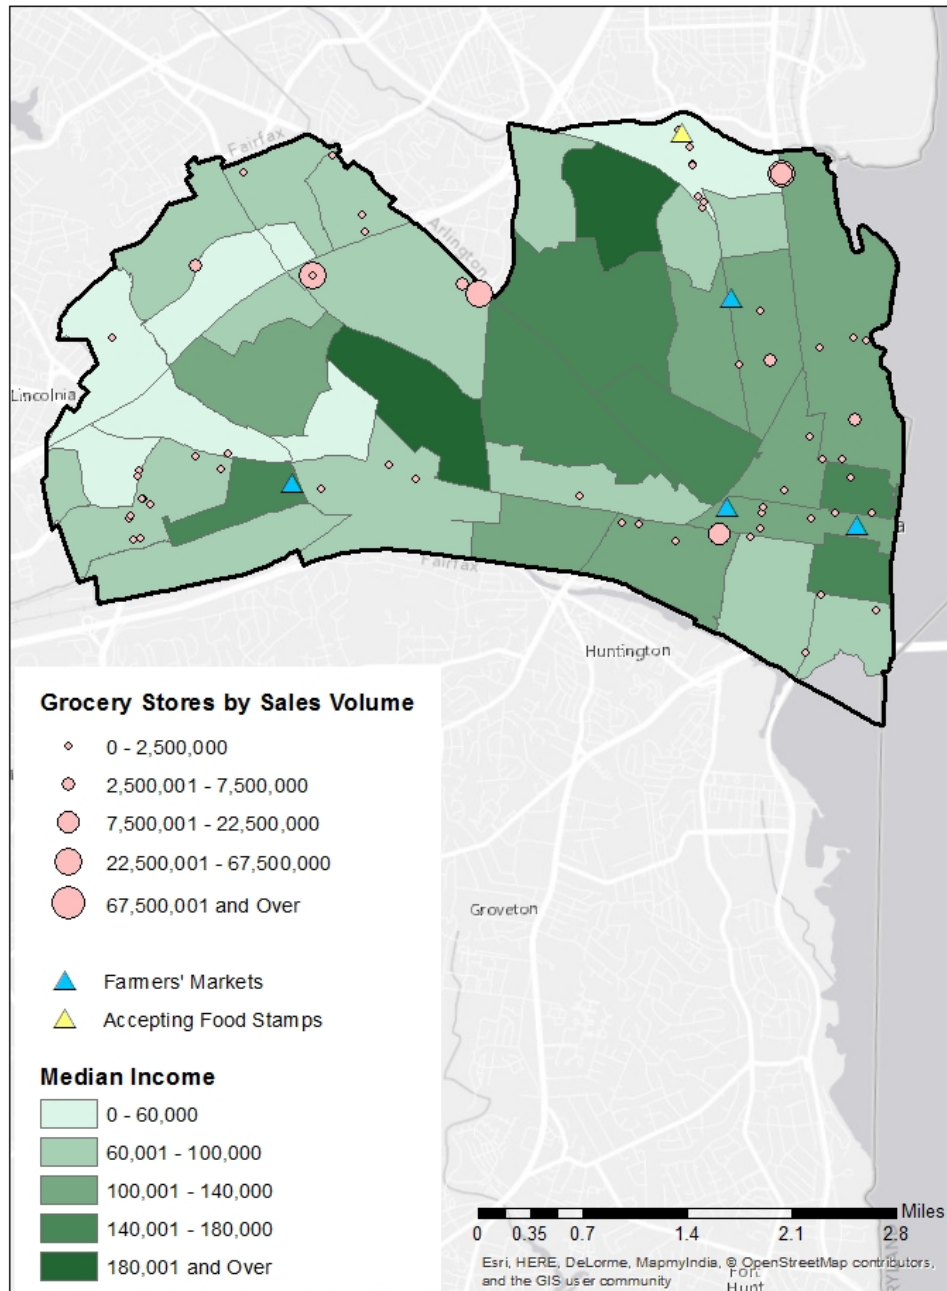 Fairfax
Arlington
Lincolnia
a
Fairfax
Huntington
Grocery Stores by Sales Volume
0 - 2,500,000
2,500,001 - 7,500,000
7,500,001 - 22,500,000
22,500,001 - 67,500,000
67,500,001 and Over
Groveton
Farmers' Markets
Accepting Food Stamps
Median Income
0 - 60,000
60,001 - 100,000
100,001 - 140,000
140,001 - 180,000
180,001 and Over
Miles
0 0.35 0.7 1.4 2.1 2.8
Esri, HERE, DeLorme, MapmyIndia, © OpenStreetMap contributors,
and the GIS user community
Fort
Hunt